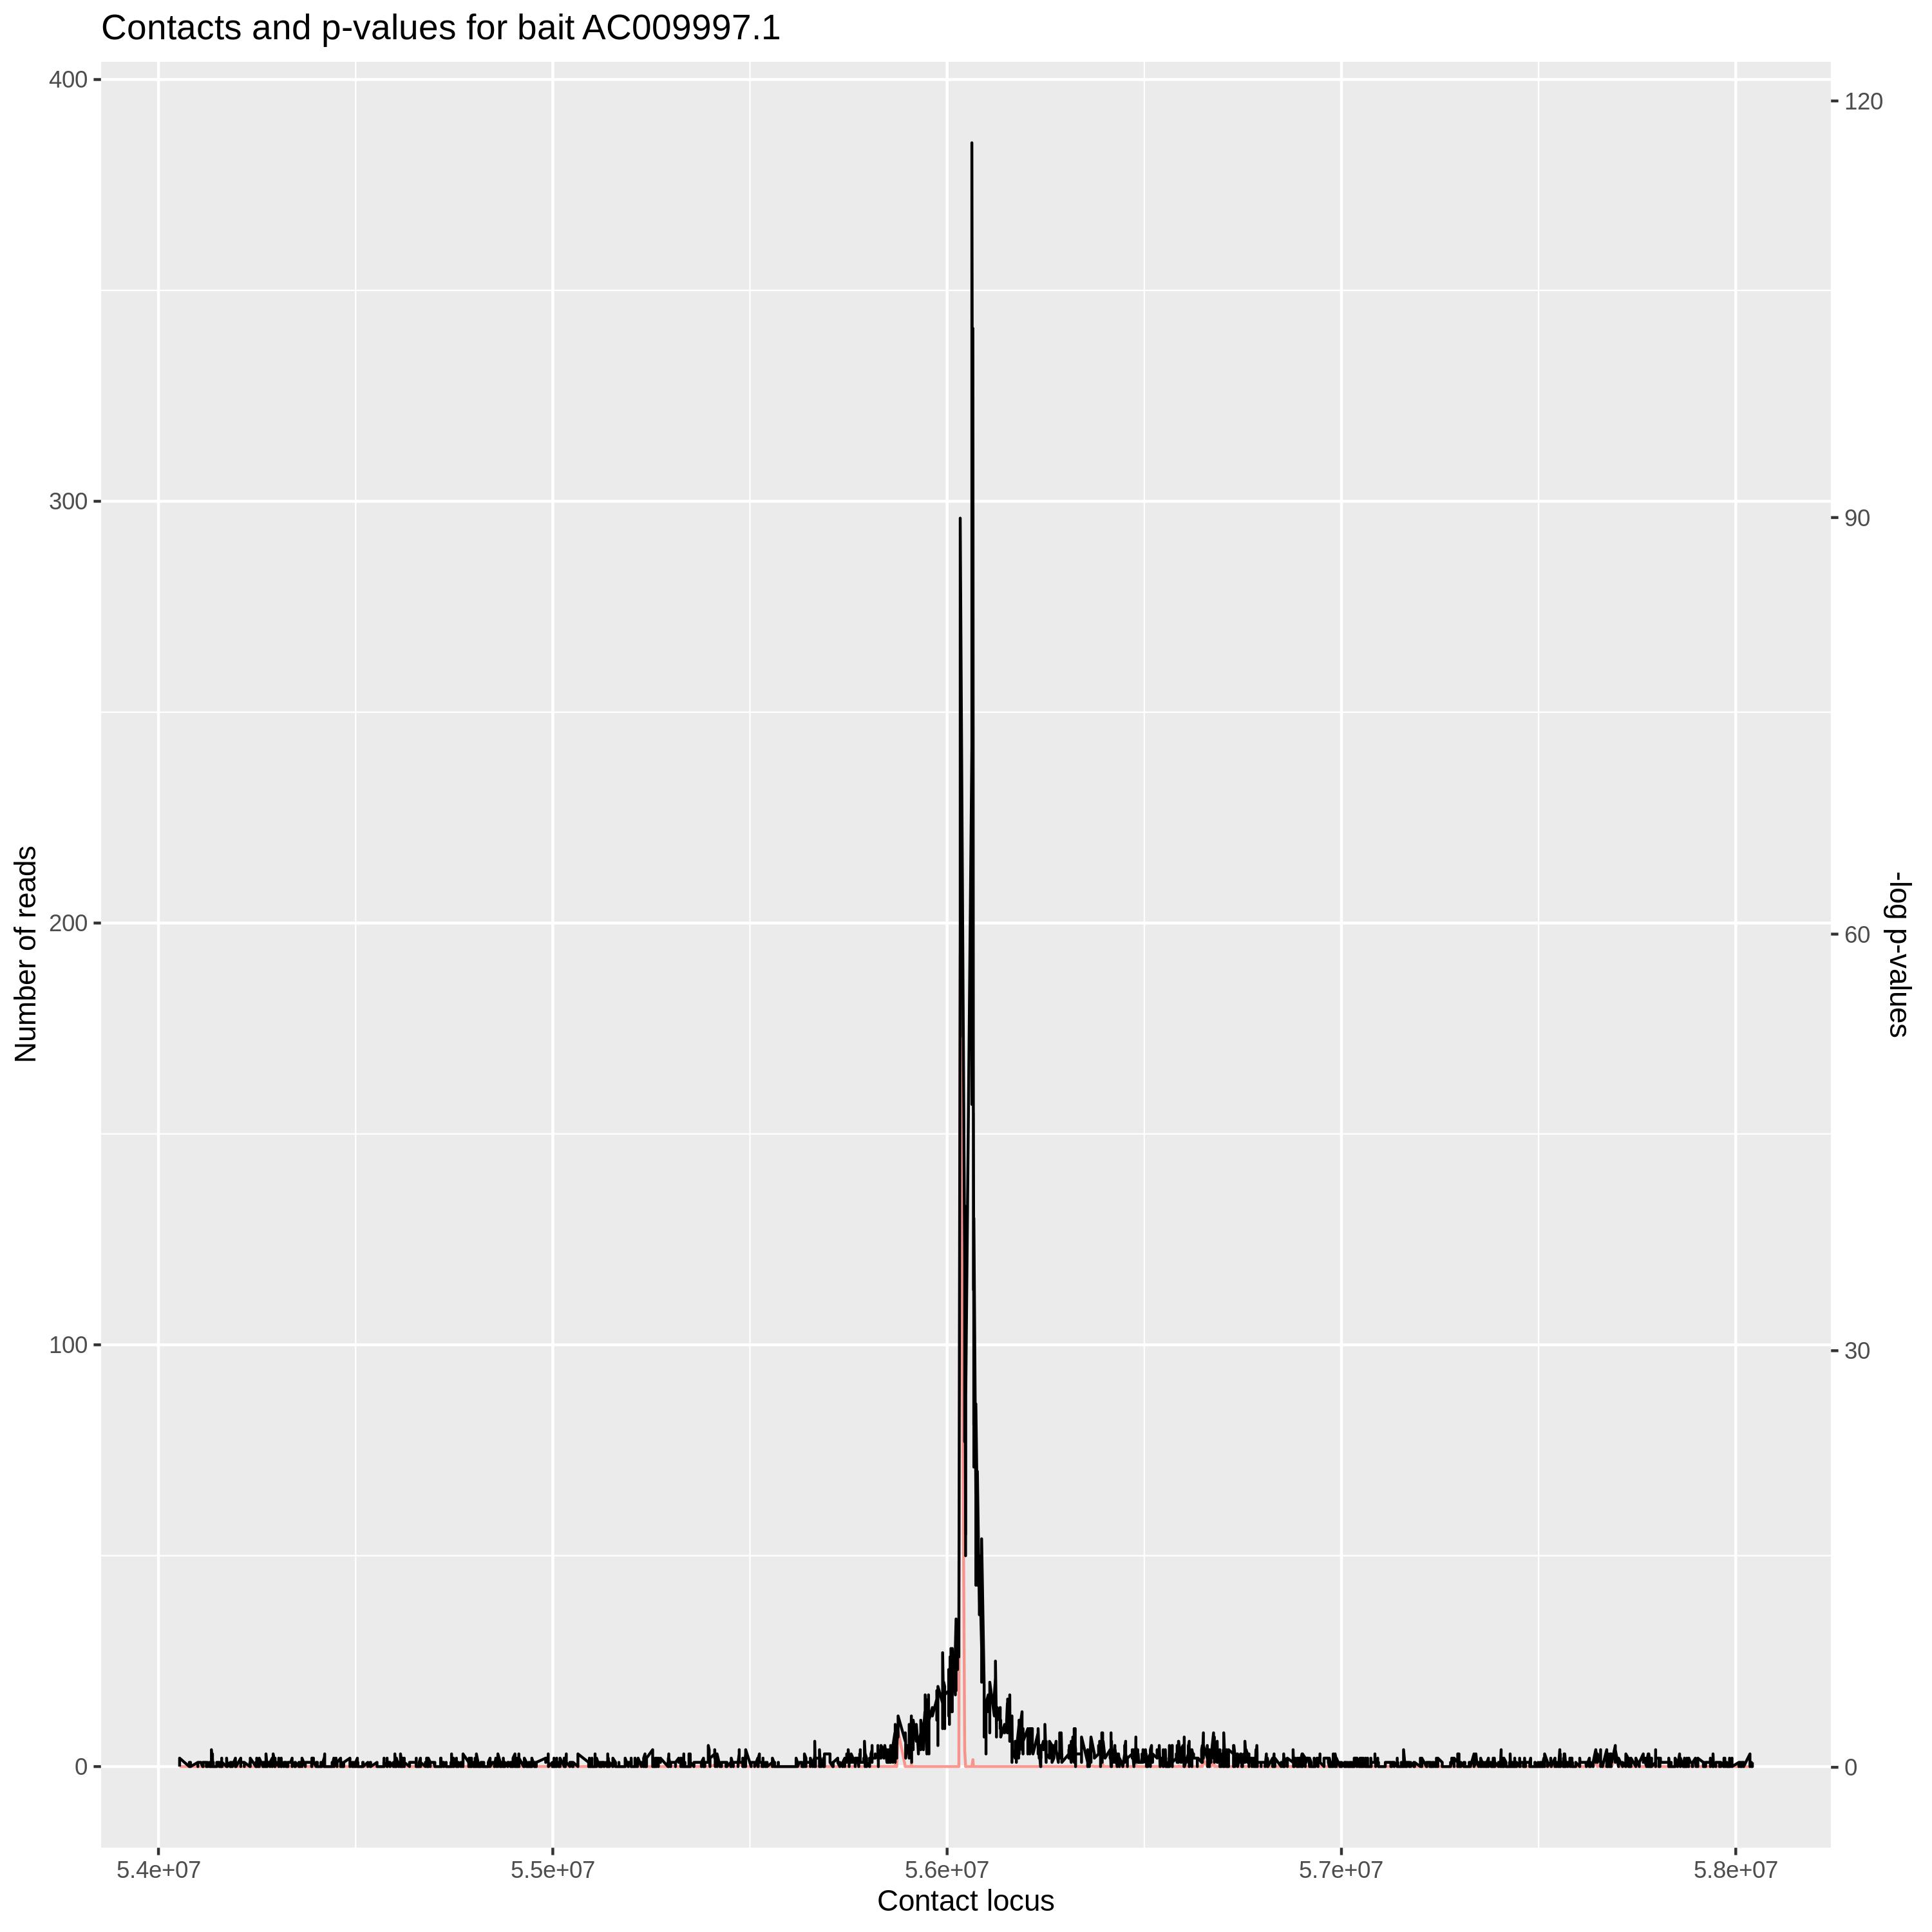 Contacts and p-values for bait AC009997.1
400
300
200
100
0
Number of reads
120
90
60
30
0
-log p-values
5.4e+07 5.5e+07 5.6e+07 5.7e+07 5.8e+07
Contact locus